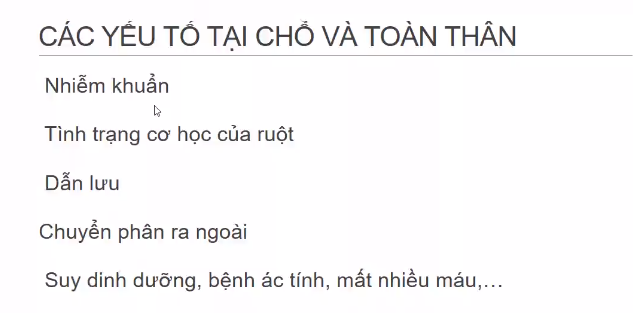 CÁC YẾU TỐ TẠI CHỔ VÀ TOÀN THÂN
Nhiễm khuẩn
Tình trạng cơ học của ruột
Dẫn lưu
Chuyển phân ra ngoài
Suy dinh dưỡng, bệnh ác tính, mất nhiều máu,...